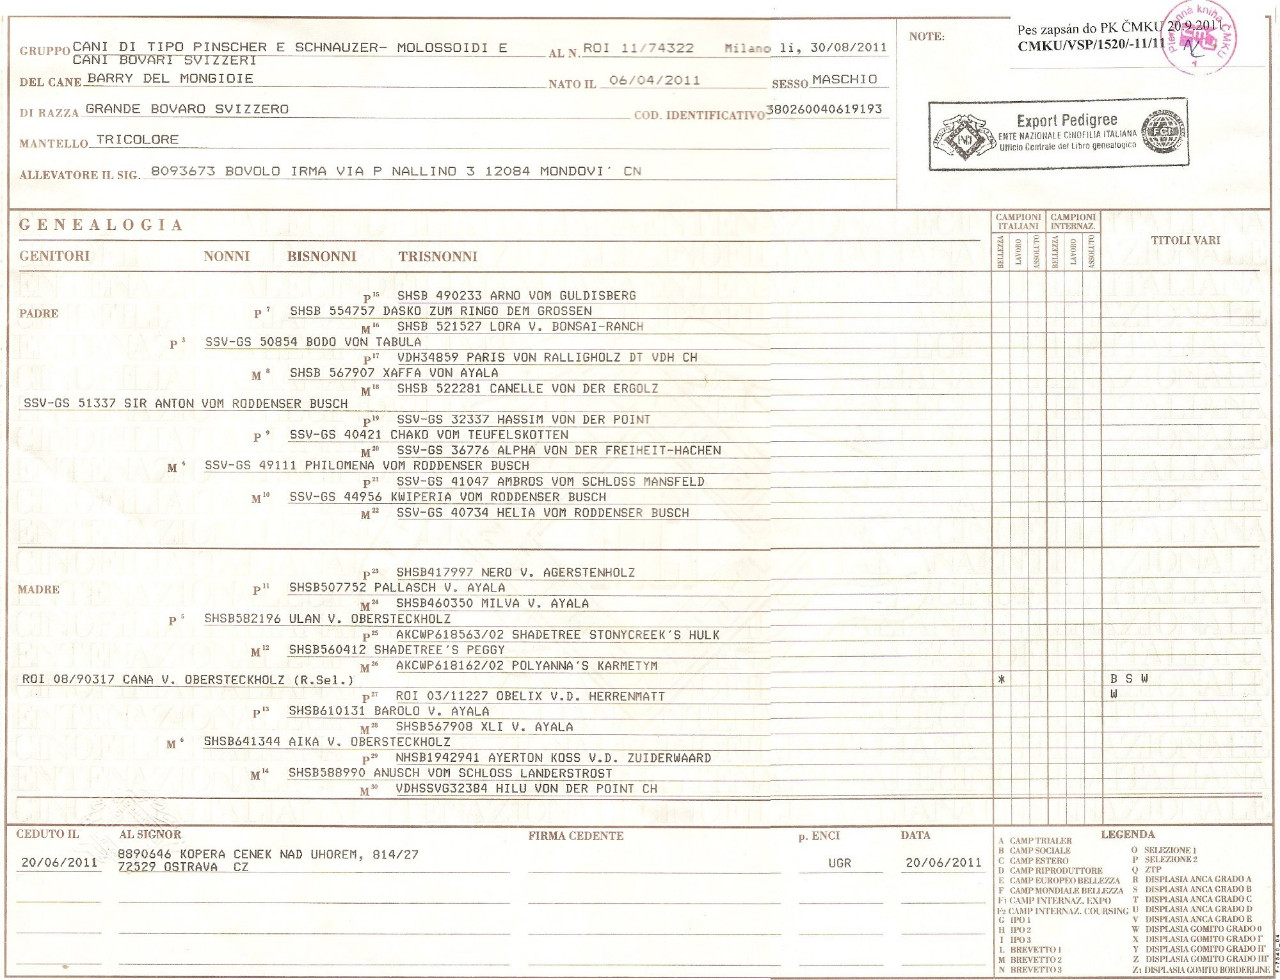 GRUPPO CANI DI TIPO PINSCHER E SCHNAUZER- MOLOSSOIDI E
CANI BOVARI SVIZZERI
AL N. ROI 11/74322 Milano li, 30/08/2011
DEL CANE BARRY DEL MONGIOIE NATO IL 06/04/2011 SESSO MASCHIO
DI RAZZA GRANDE BOVARO SVIZZERO COD. IDENTIFICATIVO 380260040619193
MANTELLO TRICOLORE
ALLEVATORE IL SIG. 8093673 BOVOLO IRMA VIA P NALLINO 3 12084 MONDOVI' CN
NOTE:
Pes zapsán do PK ČMKU 20.9.2011
CMKU/VSP/1520/-11/11
Plemenná kniha ČMKU
ČMKU
1
Export Pedigree
ENTE NAZIONALE CINOFILIA ITALIANA
Ufficio Centrale del Libro genealogico
FCI
GENEALOGIA
GENITORI NONNI BISNONNI TRISNONNI
CAMPIONI ITALIANI
CAMPIONI INTERNAZ.
BELLEZZA LAVORO ASSOLUTO BELLEZZA LAVORO ASSOLUTO
TITOLI VARI
P15 SHSB 490233 ARNO VOM GULDISBERG
PADRE P7 SHSB 554757 DASKO ZUM RINGO DEM GROSSEN
M16 SHSB 521527 LORA V. BONSAI-RANCH
P3 SSV-GS 50854 BODO VON TABULA
P17 VDH34859 PARIS VON RALLIGHOLZ DT VDH CH
M8 SHSB 567907 XAFFA VON AYALA
M18 SHSB 522281 CANELLE VON DER ERGOLZ
SSV-GS 51337 SIR ANTON VOM RODDENSER BUSCH
P19 SSV-GS 32337 HASSIM VON DER POINT
P9 SSV-GS 40421 CHAKO VOM TEUFELSKOTTEN
M20 SSV-GS 36776 ALPHA VON DER FREIHEIT-HACHEN
M4 SSV-GS 49111 PHILOMENA VOM RODDENSER BUSCH
P21 SSV-GS 41047 AMBROS VOM SCHLOSS MANSFELD
M10 SSV-GS 44956 KWIPERIA VOM RODDENSER BUSCH
M22 SSV-GS 40734 HELIA VOM RODDENSER BUSCH
P23 SHSB417997 NERO V. AGERSTENHOLZ
MADRE P11 SHSB507752 PALLASCH V. AYALA
M24 SHSB460350 MILVA V. AYALA
P5 SHSB582196 ULAN V. OBERSTECKHOLZ
P25 AKCWP618563/02 SHADETREE STONYCREEK'S HULK
M12 SHSB560412 SHADETREE'S PEGGY
M26 AKCWP618162/02 POLYANNA'S KARMETYM
ROI 08/90317 CANA V. OBERSTECKHOLZ (R.Sel.) * B S W
P27 ROI 03/11227 OBELIX V.D. HERRENMATT W
P13 SHSB610131 BAROLO V. AYALA
M28 SHSB567908 XLI V. AYALA
M6 SHSB641344 AIKA V. OBERSTECKHOLZ
P29 NHSB1942941 AYERTON KOSS V.D. ZUIDERWAARD
M14 SHSB588990 ANUSCH VOM SCHLOSS LANDERSTROST
M30 VDHSSVG32384 HILU VON DER POINT CH
CEDUTO IL AL SIGNOR FIRMA CEDENTE p. ENCI DATA
20/06/2011 8890646 KOPERA CENEK NAD UHOREM, 814/27 UGR 20/06/2011
72529 OSTRAVA CZ
LEGENDA
A CAMP TRIALER
B CAMP SOCIALE
C CAMP ESTERO
D CAMP RIPRODUTTORE
E CAMP EUROPEO BELLEZZA
F CAMP MONDIALE BELLEZZA
F1 CAMP INTERNAZ. EXPO
F2 CAMP INTERNAZ. COURSING
G IPO 1
H IPO 2
I IPO 3
L BREVETTO 1
M BREVETTO 2
N BREVETTO 3
O SELEZIONE 1
P SELEZIONE 2
Q ZTP
R DISPLASIA ANCA GRADO A
S DISPLASIA ANCA GRADO B
T DISPLASIA ANCA GRADO C
U DISPLASIA ANCA GRADO D
V DISPLASIA ANCA GRADO E
W DISPLASIA GOMITO GRADO 0
X DISPLASIA GOMITO GRADO I°
Y DISPLASIA GOMITO GRADO II°
Z DISPLASIA GOMITO GRADO III°
Z1 DISPLASIA GOMITO BORDERLINE